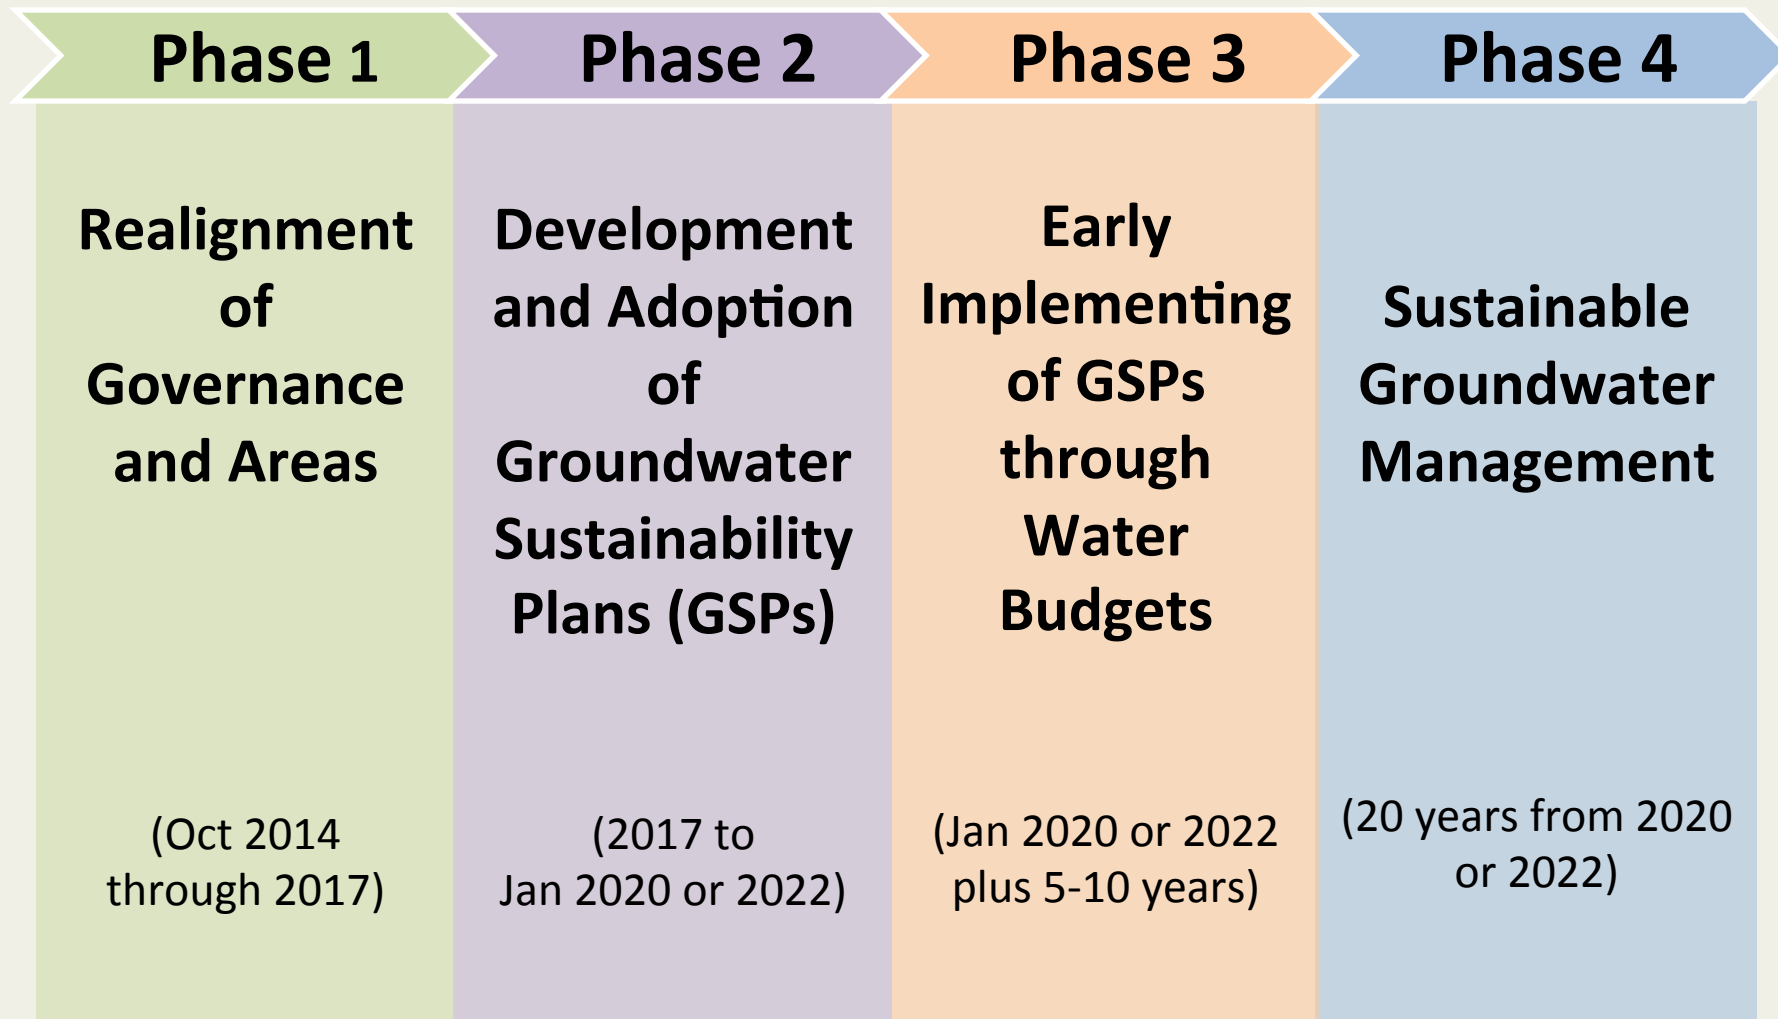 Phase 1
Realignment
of
Governance
and Areas
(Oct 2014
through 2017)
Phase 2
Development
and Adoption
of
Groundwater
Sustainability
Plans (GSPs)
(2017 to
Jan 2020 or 2022)
Phase 3
Early
Implementing
of GSPs
through
Water
Budgets
(Jan 2020 or 2022
plus 5-10 years)
Phase 4
Sustainable
Groundwater
Management
(20 years from 2020
or 2022)